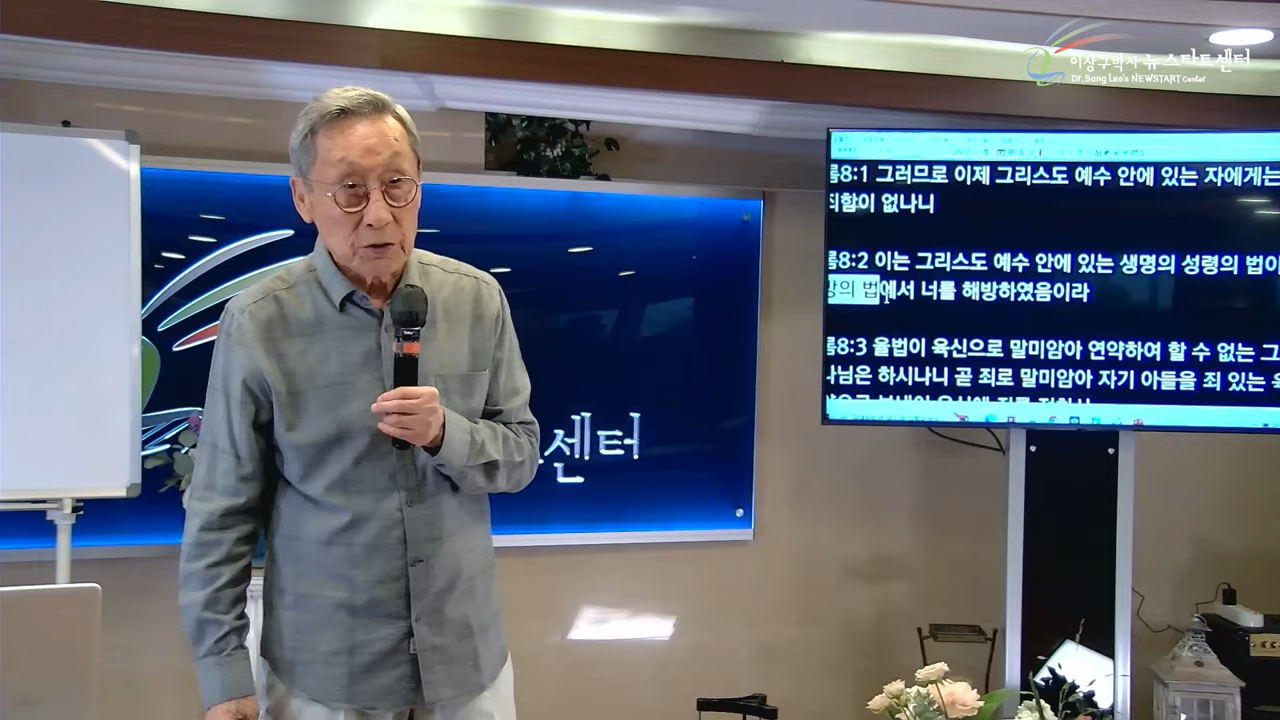 이상구박사 뉴스타트센터
Dr. Sang Lee's NEWSTART Center
롬8:1 그러므로 이제 그리스도 예수 안에 있는 자에게는
죄함이 없나니
롬8:2 이는 그리스도 예수 안에 있는 생명의 성령의 법이
망의 법에서 너를 해방하였음이라
롬8:3 율법이 육신으로 말미암아 연약하여 할 수 없는 그
나님은 하시나니 곧 죄로 말미암아 자기 아들을 죄 있는
센터